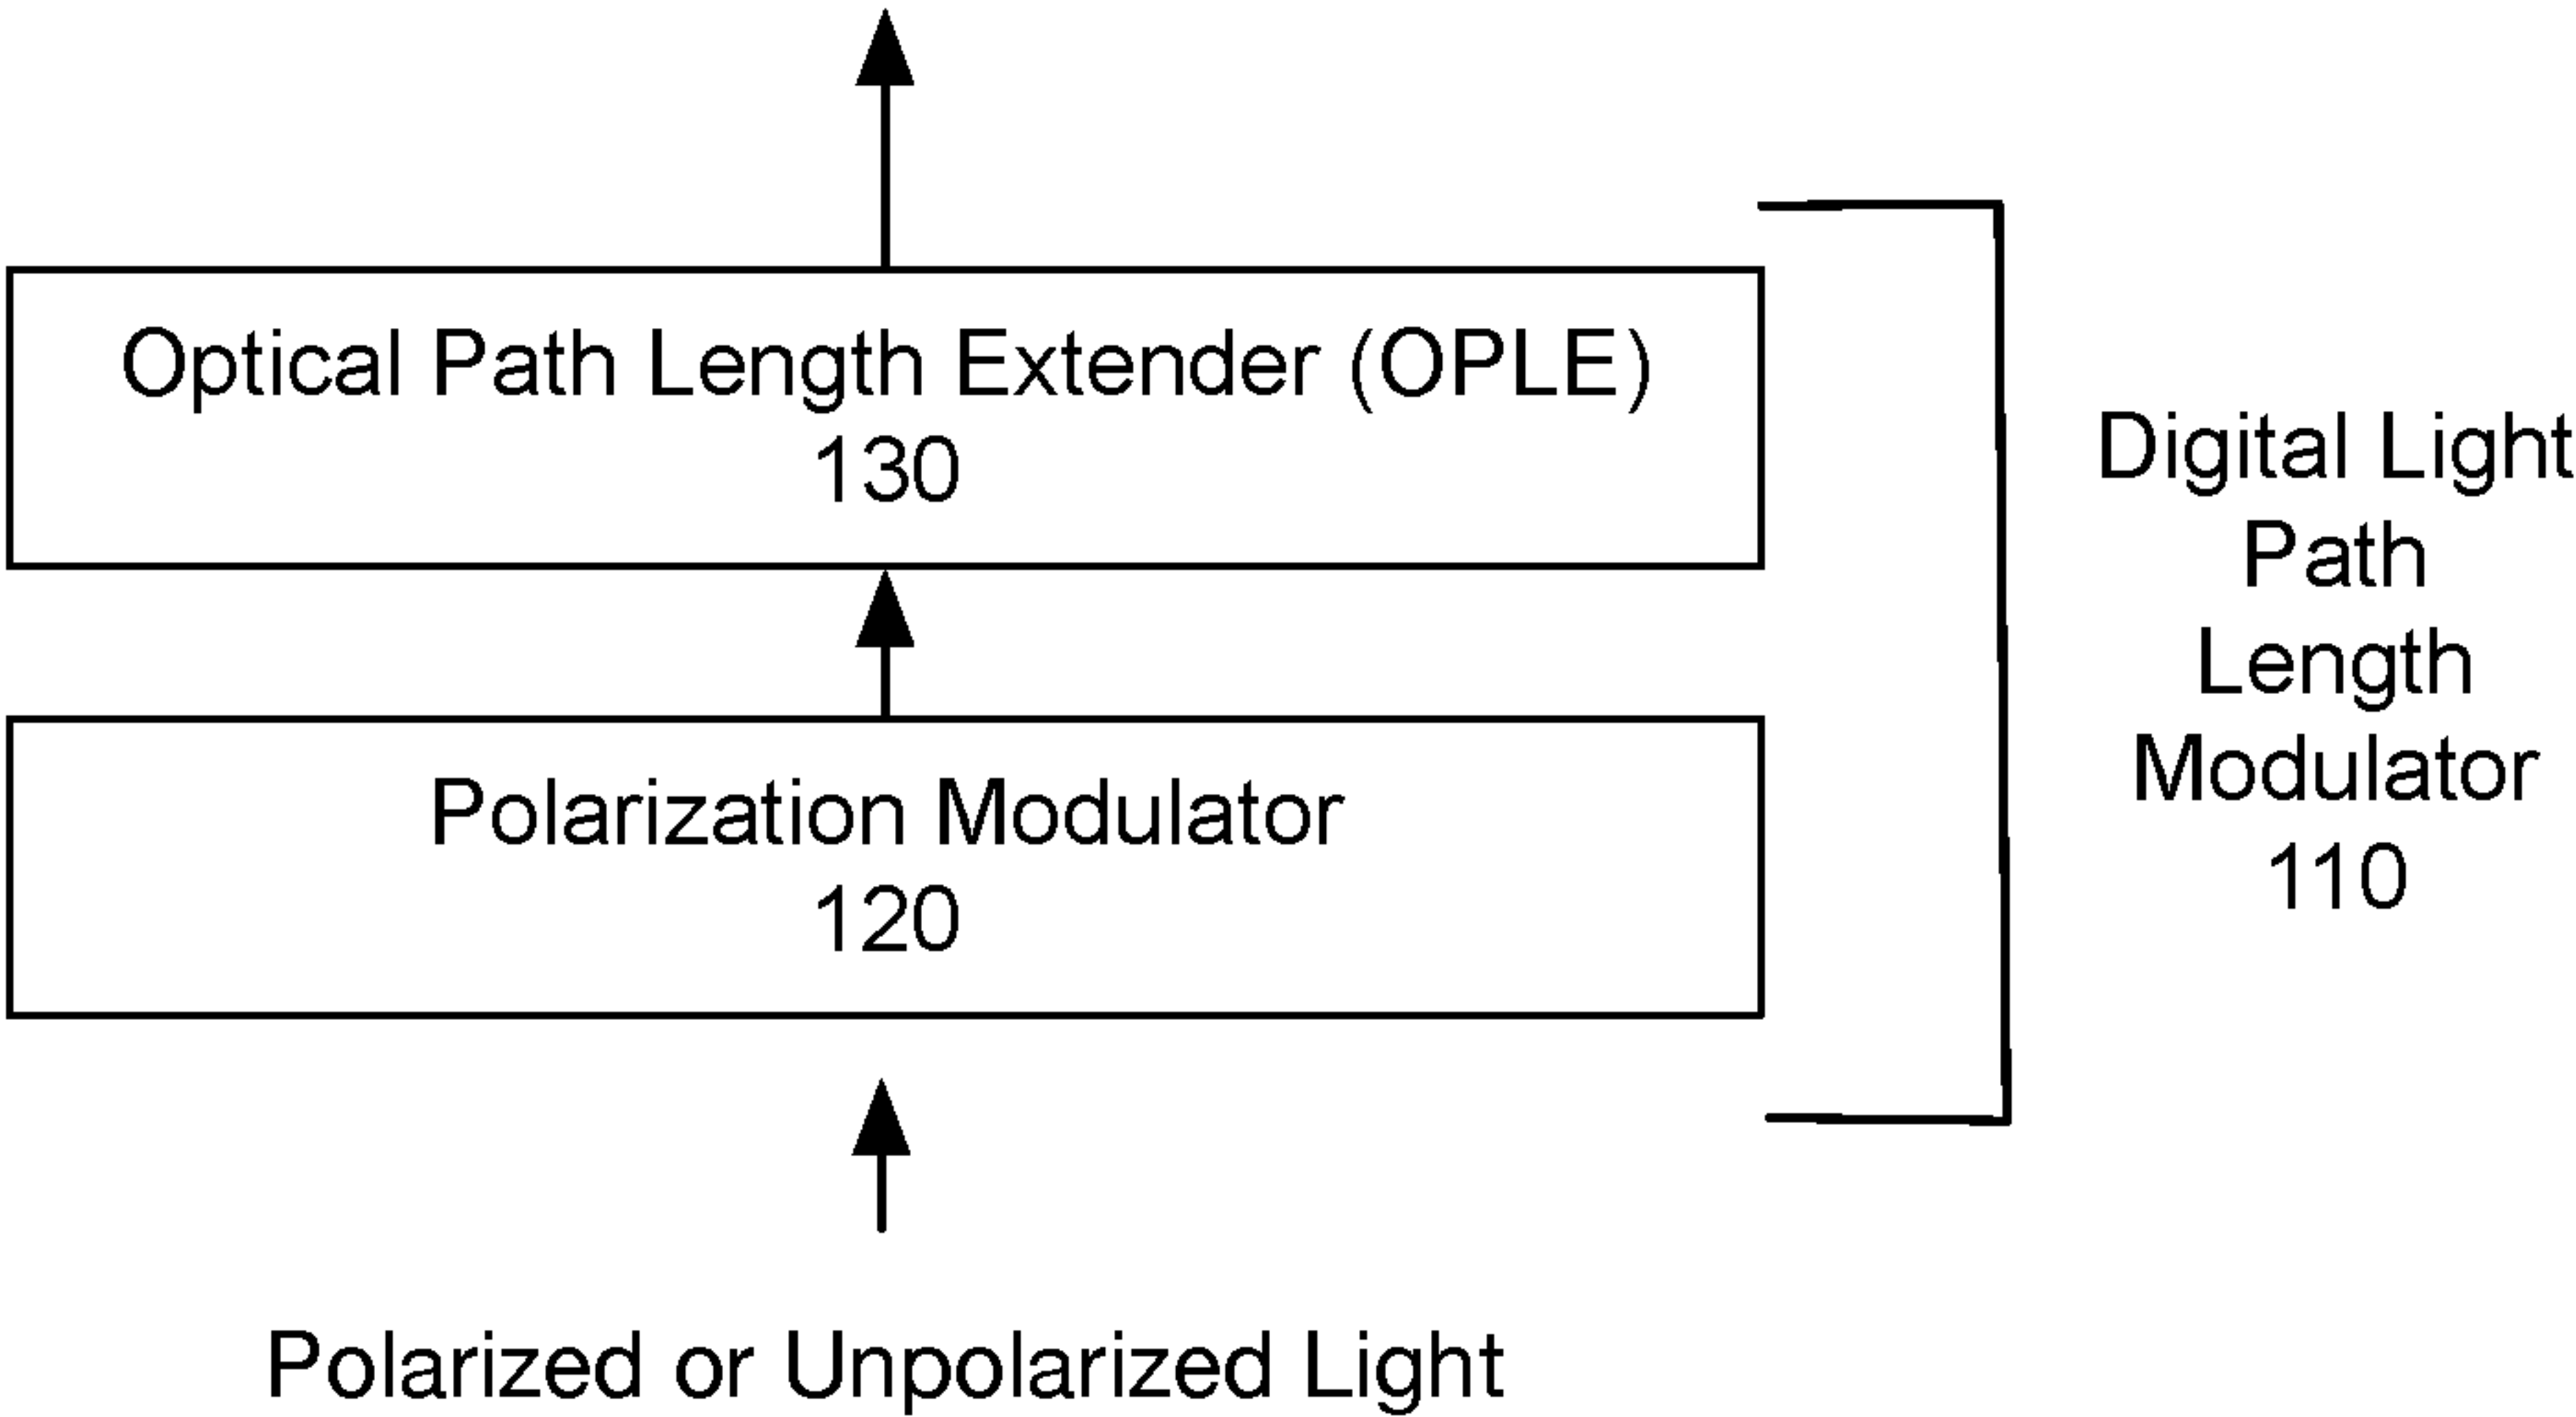 Optical Path Length Extender (OPLE)
130
Polarization Modulator
120
Digital Light
Path
Length
Modulator
110
Polarized or Unpolarized Light